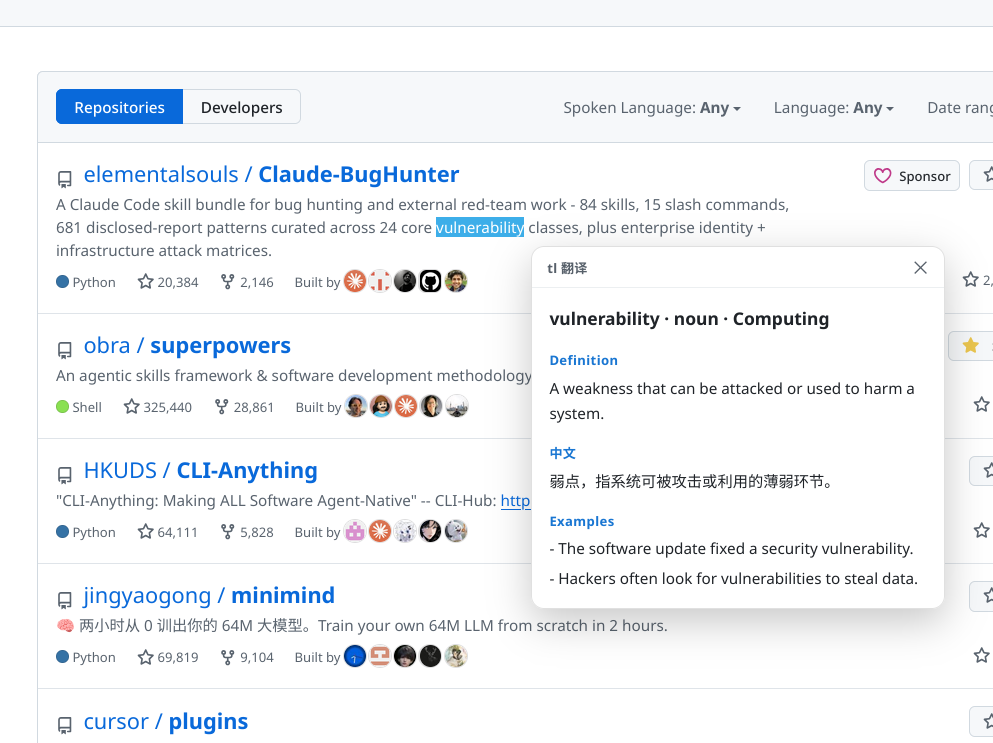 Repositories Developers Spoken Language: Any Language: Any Date rang
elementalsouls / Claude-BugHunter
Sponsor
A Claude Code skill bundle for bug hunting and external red-team work - 84 skills, 15 slash commands,
681 disclosed-report patterns curated across 24 core vulnerability classes, plus enterprise identity +
infrastructure attack matrices.
Python 20,384 2,146 Built by 2,
tl 翻译
vulnerability · noun · Computing
Definition
A weakness that can be attacked or used to harm a
system.
中文
弱点，指系统可被攻击或利用的薄弱环节。
Examples
- The software update fixed a security vulnerability.
- Hackers often look for vulnerabilities to steal data.
obra / superpowers
An agentic skills framework & software development methodology
Shell 325,440 28,861 Built by
HKUDS / CLI-Anything
"CLI-Anything: Making ALL Software Agent-Native" -- CLI-Hub: http
Python 64,111 5,828 Built by
jingyaogong / minimind
🧠 两小时从 0 训出你的 64M 大模型。Train your own 64M LLM from scratch in 2 hours.
Python 69,819 9,104 Built by
cursor / plugins